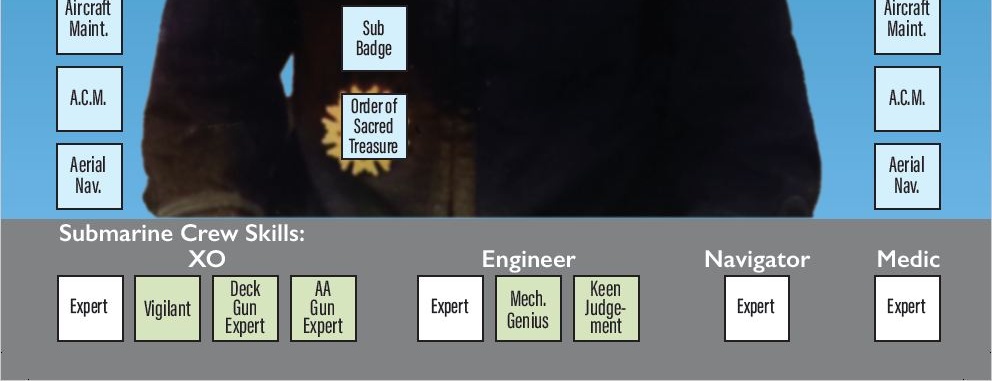 Aircraft
Maint.
Sub
Badge
Aircraft
Maint.
A.C.M.
Order of
Sacred
Treasure
A.C.M.
Aerial
Nav.
Aerial
Nav.
Submarine Crew Skills:
XO
Engineer
Navigator
Medic
Expert
Vigilant
Deck
Gun
Expert
AA
Gun
Expert
Expert
Mech.
Genius
Keen
Judge-
ment
Expert
Expert